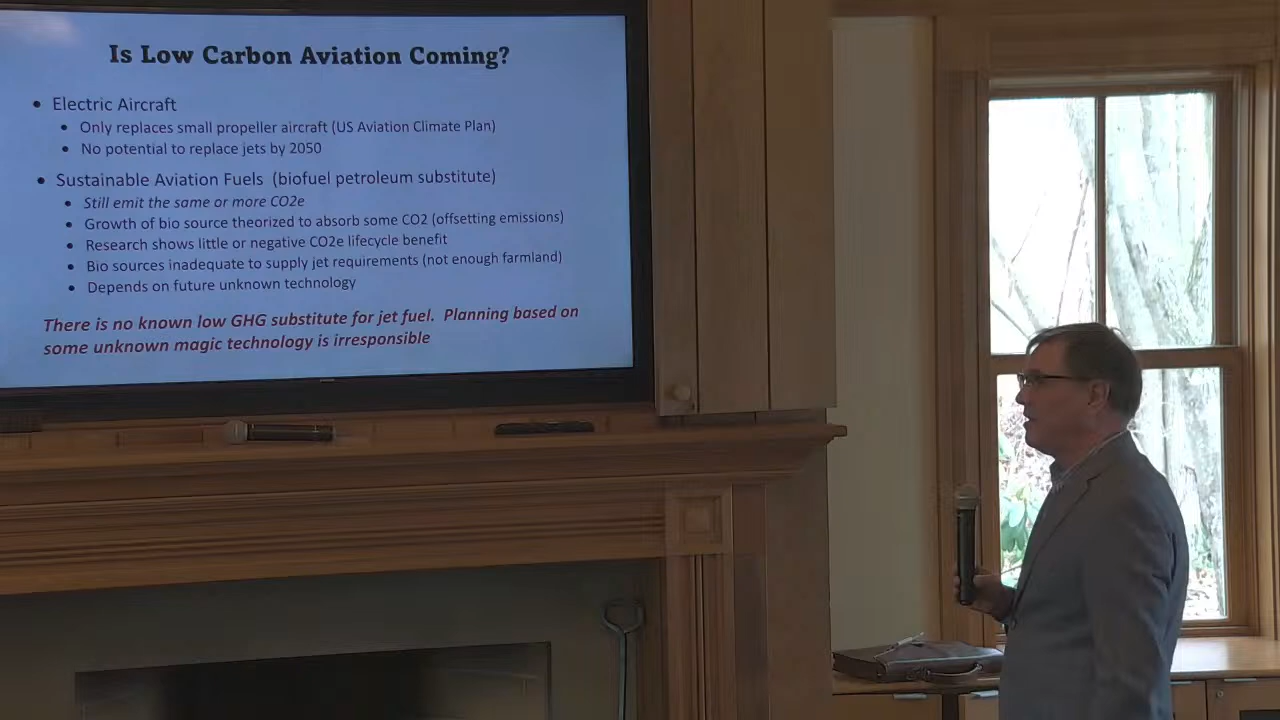 Is Low Carbon Aviation Coming?
• Electric Aircraft
• Only replaces small propeller aircraft (US Aviation Climate Plan)
• No potential to replace jets by 2050
• Sustainable Aviation Fuels (biofuel petroleum substitute)
• Still emit the same or more CO2e
• Growth of bio source theorized to absorb some CO2 (offsetting emissions)
• Research shows little or negative CO2e lifecycle benefit
• Bio sources inadequate to supply jet requirements (not enough farmland)
• Depends on future unknown technology
There is no known low GHG substitute for jet fuel. Planning based on
some unknown magic technology is irresponsible